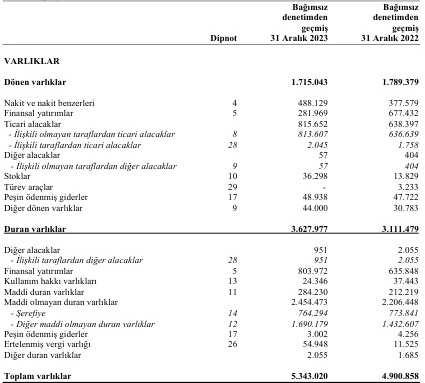 Bağımsız Bağımsız
denetimden denetimden
geçmiş geçmiş
Dipnot 31 Aralık 2023 31 Aralık 2022
VARLIKLAR
Dönen varlıklar 1.715.043 1.789.379
Nakit ve nakit benzerleri 4 488.129 377.579
Finansal yatırımlar 5 281.969 677.432
Ticari alacaklar 815.652 638.397
- İlişkili olmayan taraflardan ticari alacaklar 8 813.607 636.639
- İlişkili taraflardan ticari alacaklar 28 2.045 1.758
Diğer alacaklar 57 404
- İlişkili olmayan taraflardan diğer alacaklar 9 57 404
Stoklar 10 36.298 13.829
Türev araçlar 29 - 3.233
Peşin ödenmiş giderler 17 48.938 47.722
Diğer dönen varlıklar 9 44.000 30.783
Duran varlıklar 3.627.977 3.111.479
Diğer alacaklar 951 2.055
- İlişkili taraflardan diğer alacaklar 28 951 2.055
Finansal yatırımlar 5 803.972 635.848
Kullanım hakkı varlıkları 13 24.346 37.443
Maddi duran varlıklar 11 284.230 212.219
Maddi olmayan duran varlıklar 2.454.473 2.206.448
- Şerefiye 14 764.294 773.841
- Diğer maddi olmayan duran varlıklar 12 1.690.179 1.432.607
Peşin ödenmiş giderler 17 3.002 4.256
Ertelenmiş vergi varlığı 26 54.948 11.525
Diğer duran varlıklar 2.055 1.685
Toplam varlıklar 5.343.020 4.900.858